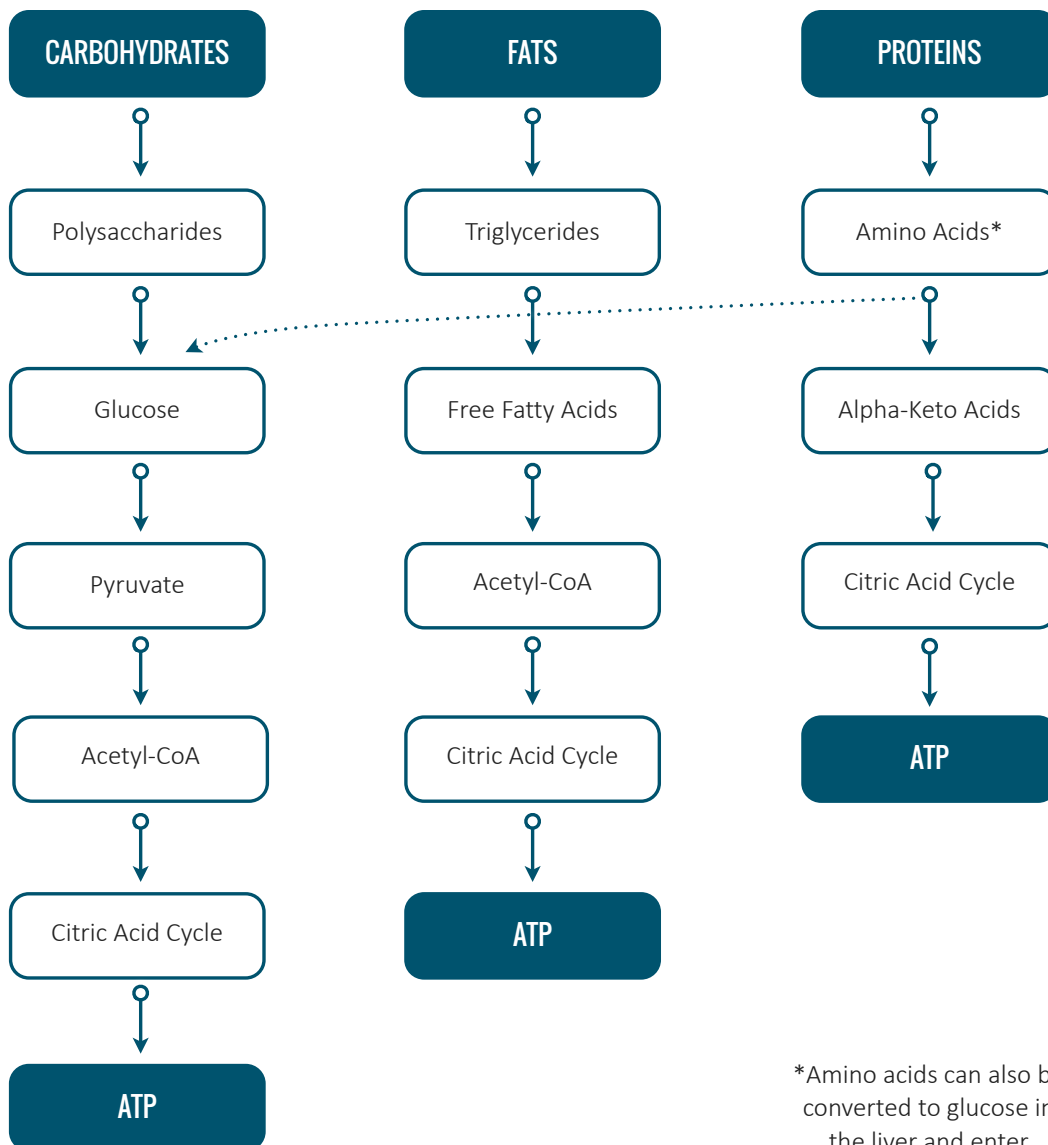 CARBOHYDRATES
Polysaccharides
Glucose
Pyruvate
Acetyl-CoA
Citric Acid Cycle
ATP
FATS
Triglycerides
Free Fatty Acids
Acetyl-CoA
Citric Acid Cycle
ATP
PROTEINS
Amino Acids*
Alpha-Keto Acids
Citric Acid Cycle
ATP
*Amino acids can also b
converted to glucose in
the liver and enter